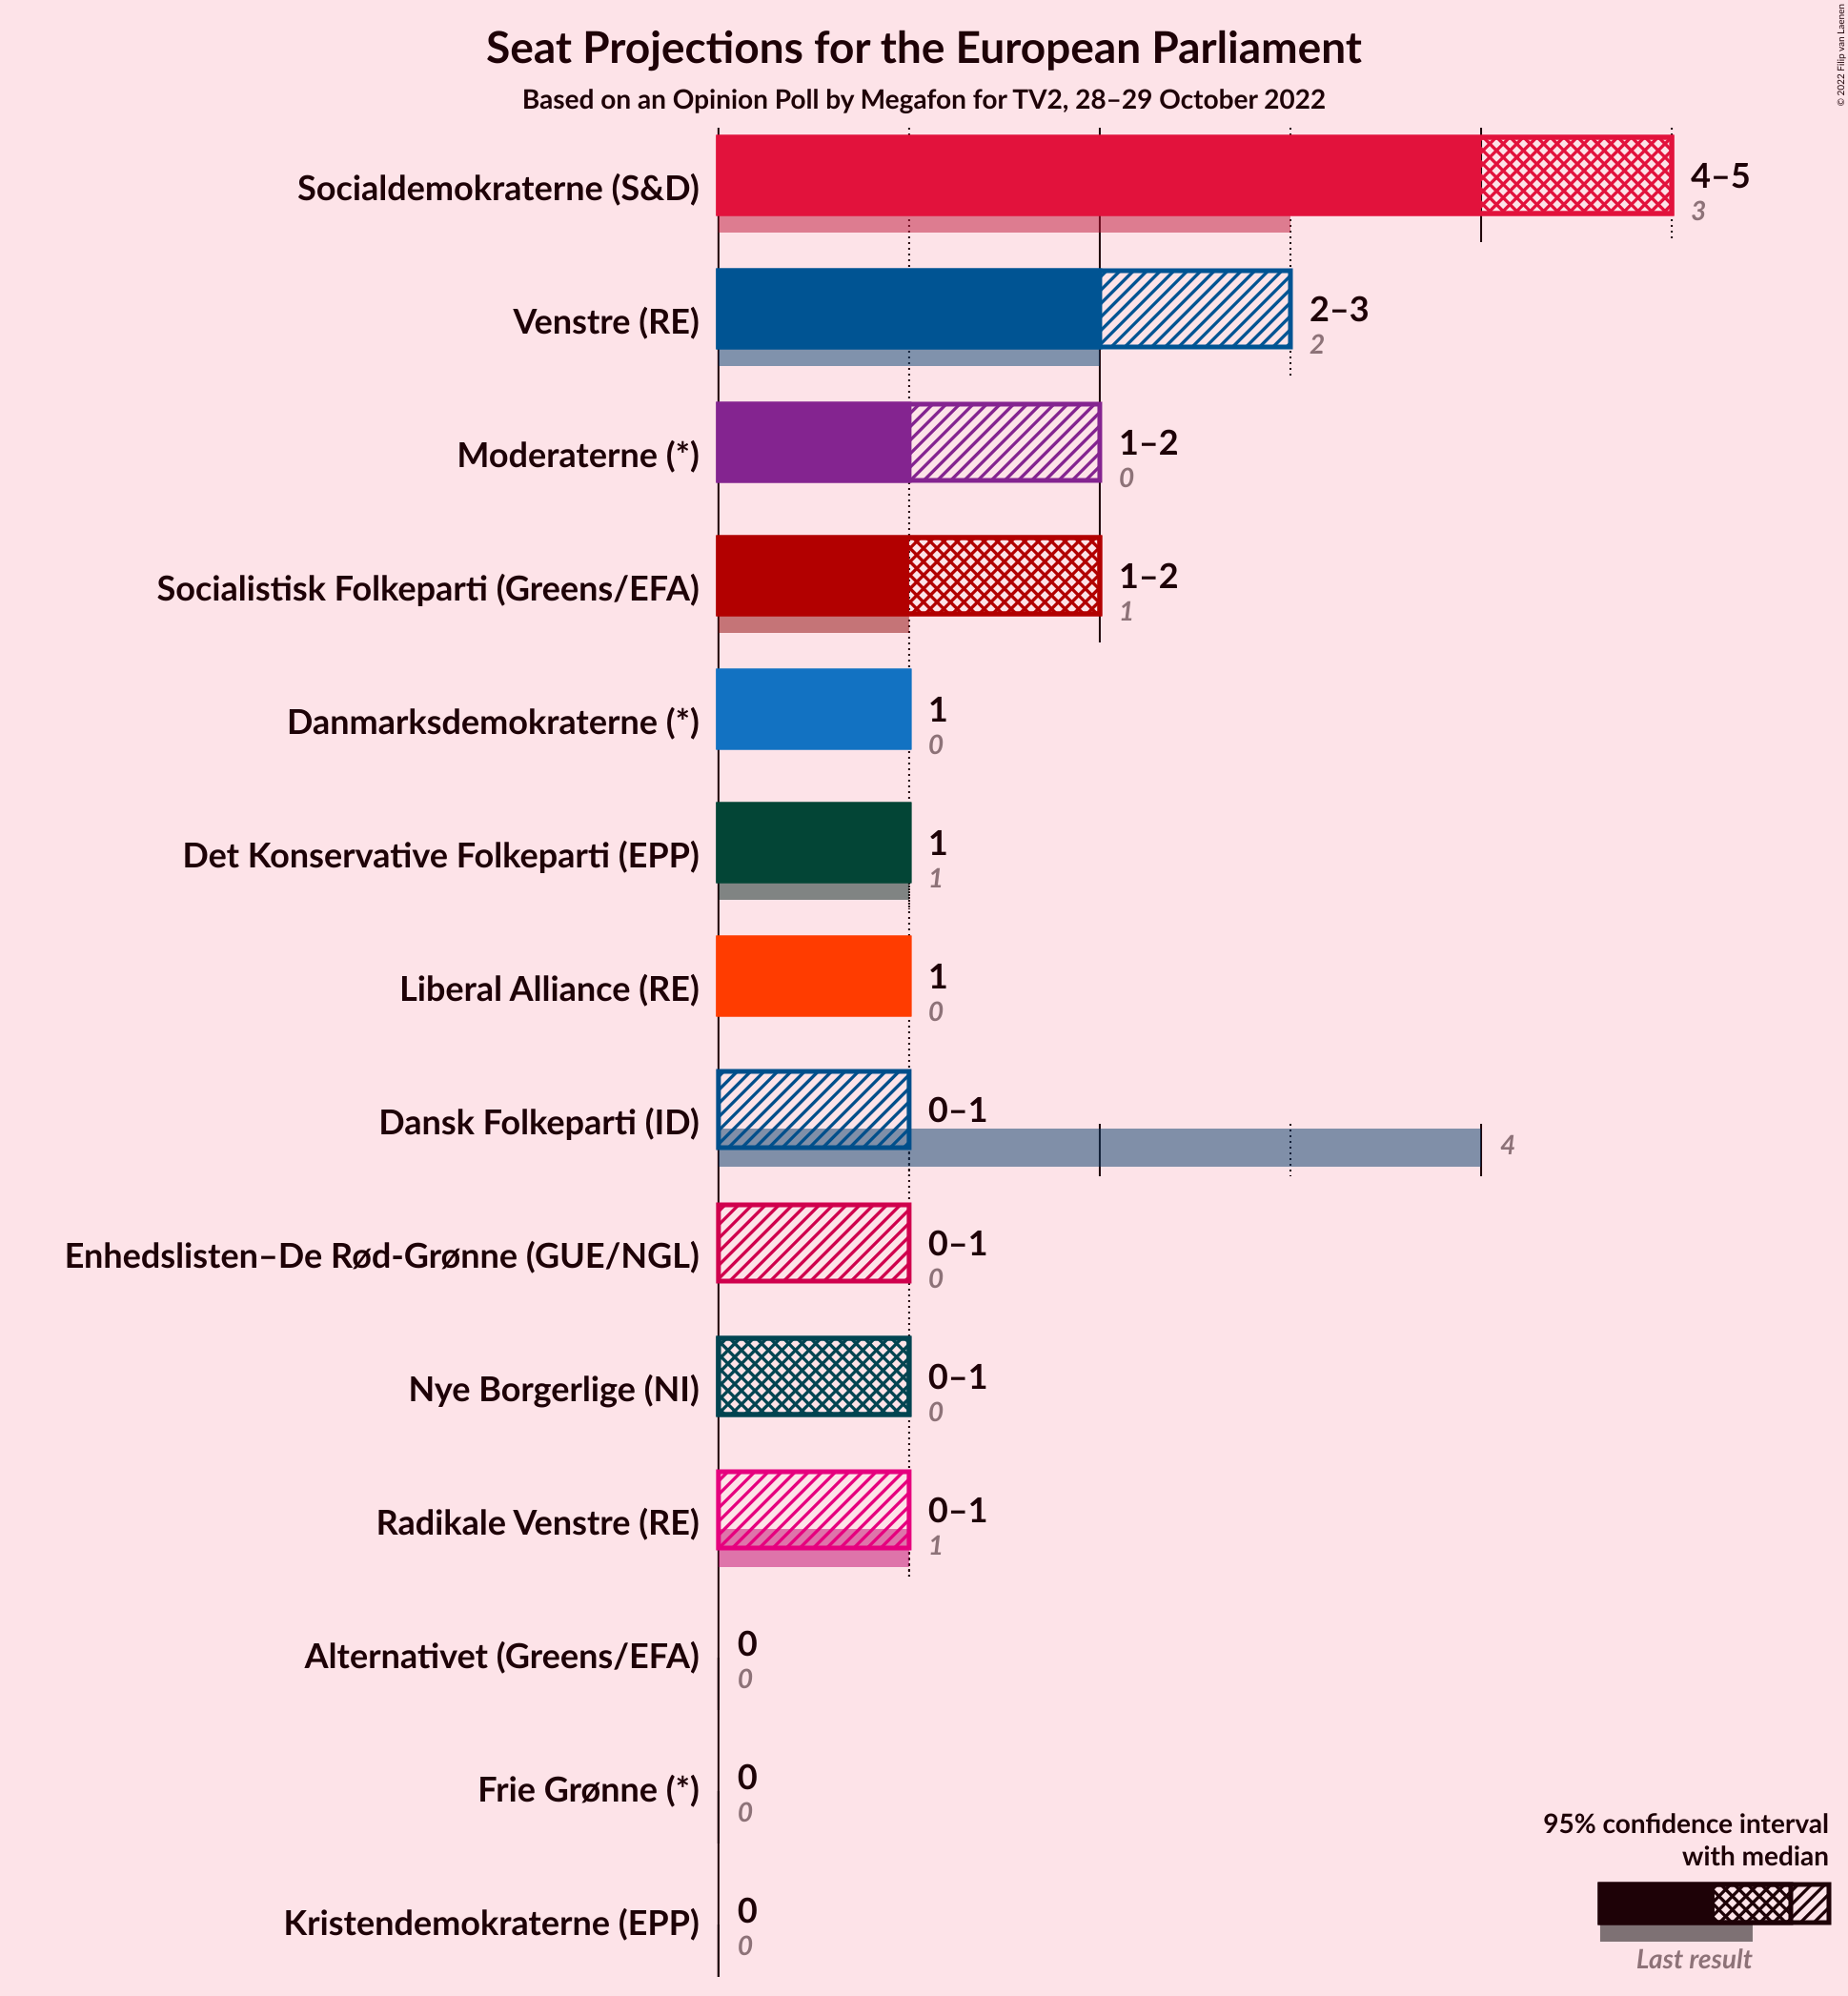 Seat Projections for the European Parliament
Based on an Opinion Poll by Megafon for TV2, 28–29 October 2022
© 2022 Filip van Laenen
Socialdemokraterne (S&D)
4–5
3
Venstre (RE)
2–3
2
Moderaterne (*)
1–2
0
Socialistisk Folkeparti (Greens/EFA)
1–2
1
Danmarksdemokraterne (*)
1
0
Det Konservative Folkeparti (EPP)
1
1
Liberal Alliance (RE)
1
0
Dansk Folkeparti (ID)
0–1
4
Enhedslisten–De Rød-Grønne (GUE/NGL)
0–1
0
Nye Borgerlige (NI)
0–1
0
Radikale Venstre (RE)
0–1
1
Alternativet (Greens/EFA)
0
0
Frie Grønne (*)
0
0
Kristendemokraterne (EPP)
0
0
95% confidence interval
with median
Last result